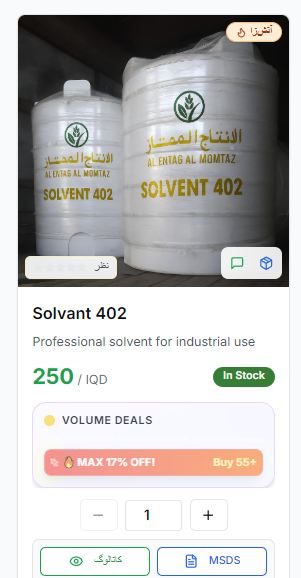 آتش‌زا
الانتاج الممتاز
AL ENTAG AL MOMTAZ
SOLVENT 402
الانتاج الممتاز
AL ENTAG AL MOMTAZ
SOLVENT 402
نظر
Solvant 402
Professional solvent for industrial use
250 / IQD
In Stock
VOLUME DEALS
MAX 17% OFF!
Buy 55+
− 1 +
کاتالوگ
MSDS